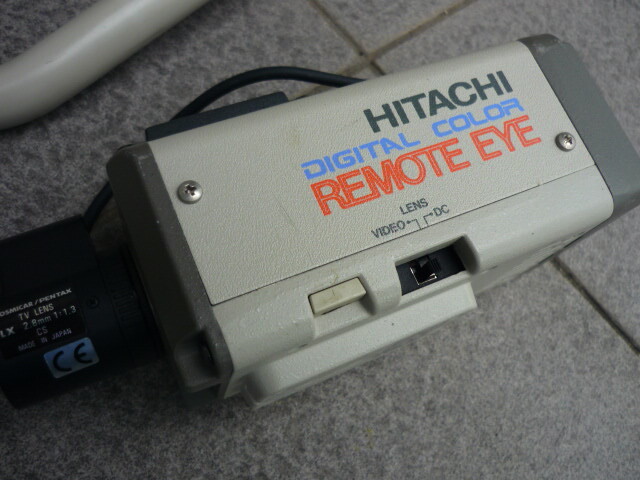 HITACHI
DIGITAL COLOR
REMOTE EYE
LENS
VIDEO DC
OSMICAR/PENTAX
TV LENS
2.8mm 1:1.3
CS
MADE IN JAPAN
CE